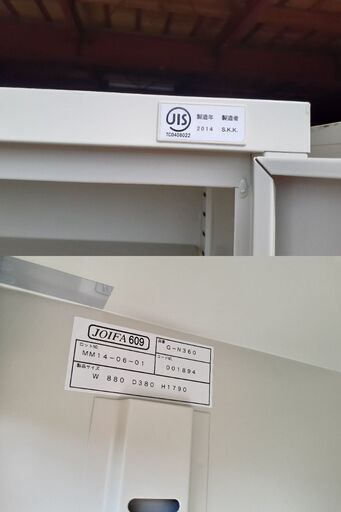 JIS
TC0408022
製造年 製造者
2014 S.K.K.
JOIFA 609
品番 G-N360
ロットNo. MM14-06-01
コードNo. 001894
製品サイズ W 880 D380 H1790